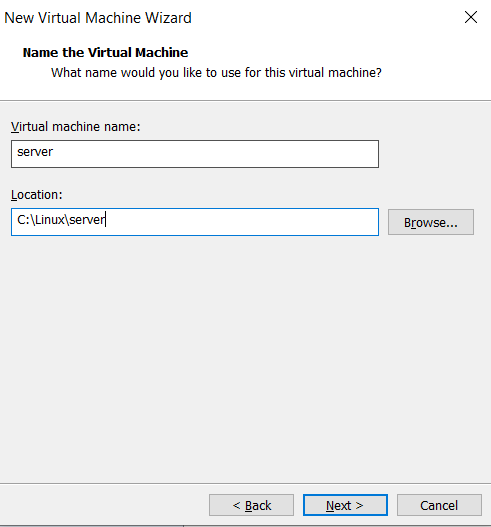 New Virtual Machine Wizard
Name the Virtual Machine
What name would you like to use for this virtual machine?
Virtual machine name:
server
Location:
C:\Linux\server
Browse...
< Back
Next >
Cancel